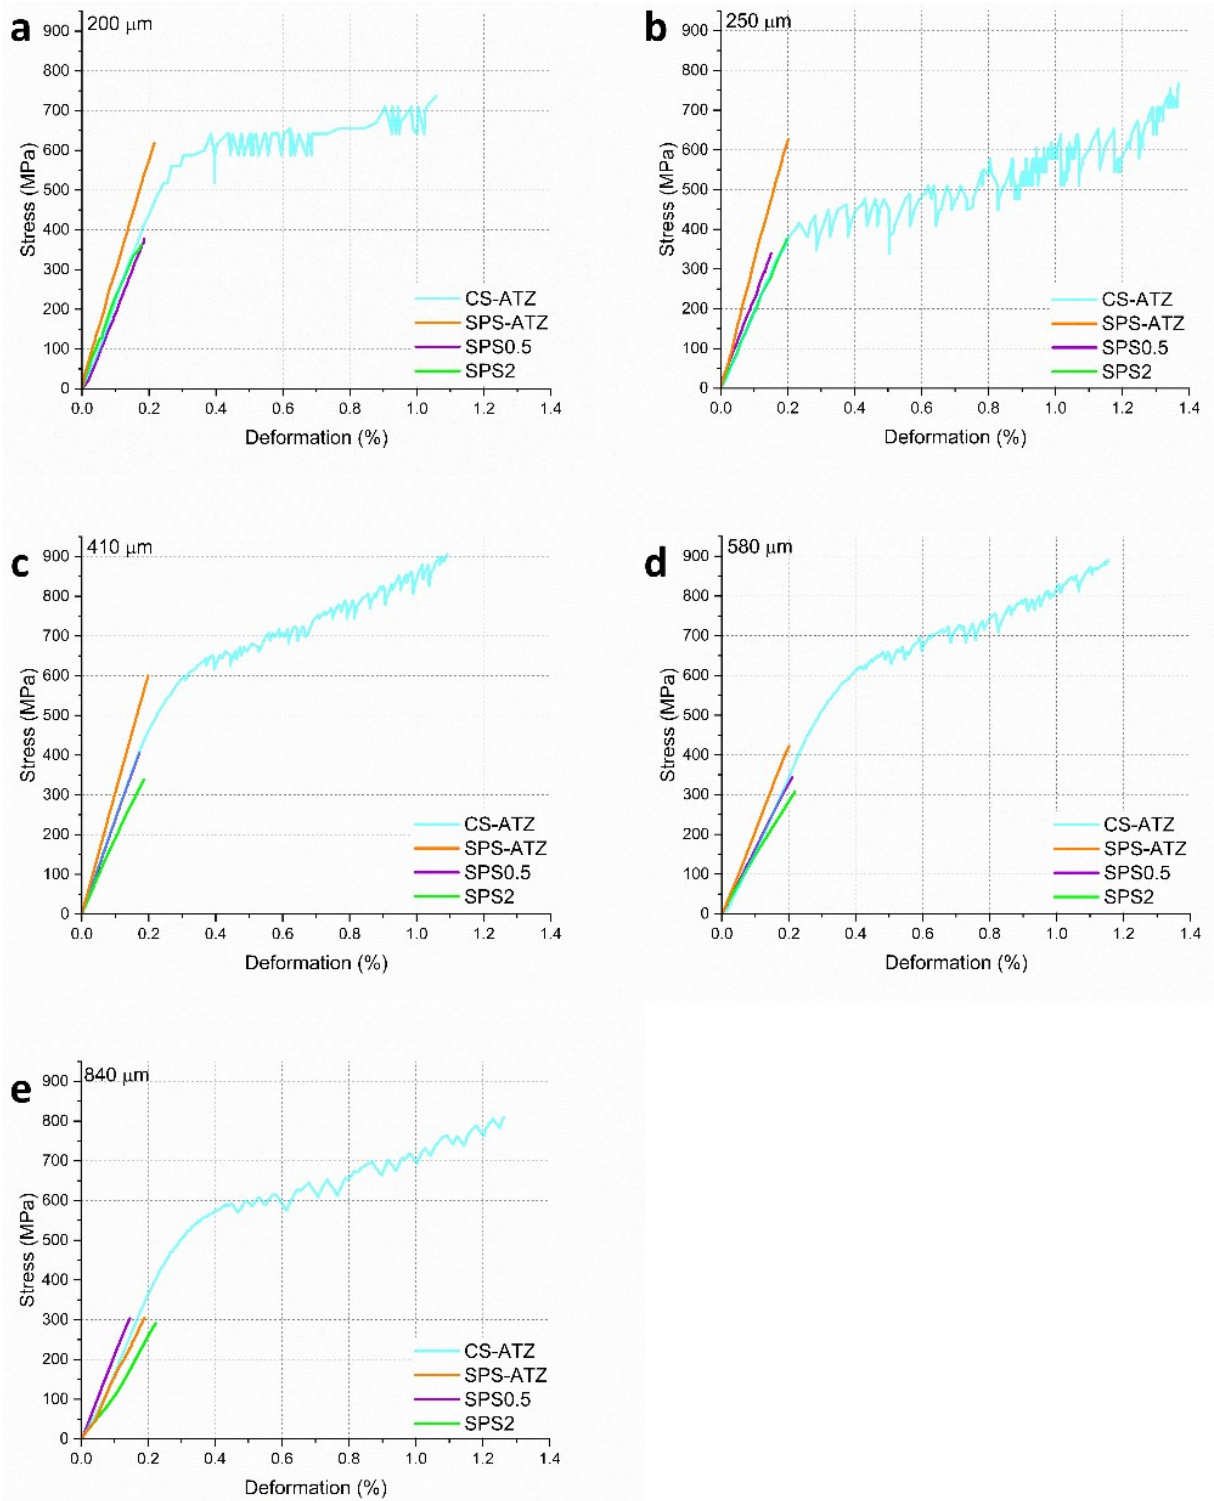 a
200 μm
900
800
700
600
500
400
300
200
100
0
Stress (MPa)
0.0 0.2 0.4 0.6 0.8 1.0 1.2 1.4
Deformation (%)
CS-ATZ
SPS-ATZ
SPS0.5
SPS2
b
250 μm
900
800
700
600
500
400
300
200
100
0
Stress (MPa)
0.0 0.2 0.4 0.6 0.8 1.0 1.2 1.4
Deformation (%)
CS-ATZ
SPS-ATZ
SPS0.5
SPS2
c
410 μm
900
800
700
600
500
400
300
200
100
0
Stress (MPa)
0.0 0.2 0.4 0.6 0.8 1.0 1.2 1.4
Deformation (%)
CS-ATZ
SPS-ATZ
SPS0.5
SPS2
d
580 μm
900
800
700
600
500
400
300
200
100
0
Stress (MPa)
0.0 0.2 0.4 0.6 0.8 1.0 1.2 1.4
Deformation (%)
CS-ATZ
SPS-ATZ
SPS0.5
SPS2
e
840 μm
900
800
700
600
500
400
300
200
100
0
Stress (MPa)
0.0 0.2 0.4 0.6 0.8 1.0 1.2 1.4
Deformation (%)
CS-ATZ
SPS-ATZ
SPS0.5
SPS2